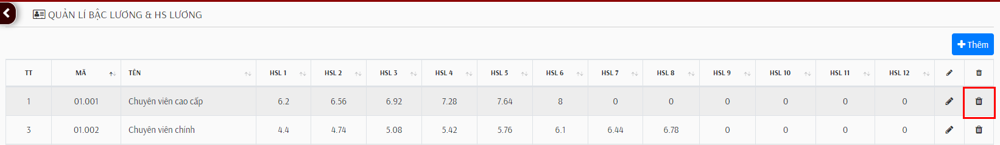 QUẢN LÍ BẬC LƯƠNG & HS LƯƠNG
Thêm
TT MÃ TÊN HSL 1 HSL 2 HSL 3 HSL 4 HSL 5 HSL 6 HSL 7 HSL 8 HSL 9 HSL 10 HSL 11 HSL 12
1 01.001 Chuyên viên cao cấp 6.2 6.56 6.92 7.28 7.64 8 0 0 0 0 0 0
3 01.002 Chuyên viên chính 4.4 4.74 5.08 5.42 5.76 6.1 6.44 6.78 0 0 0 0